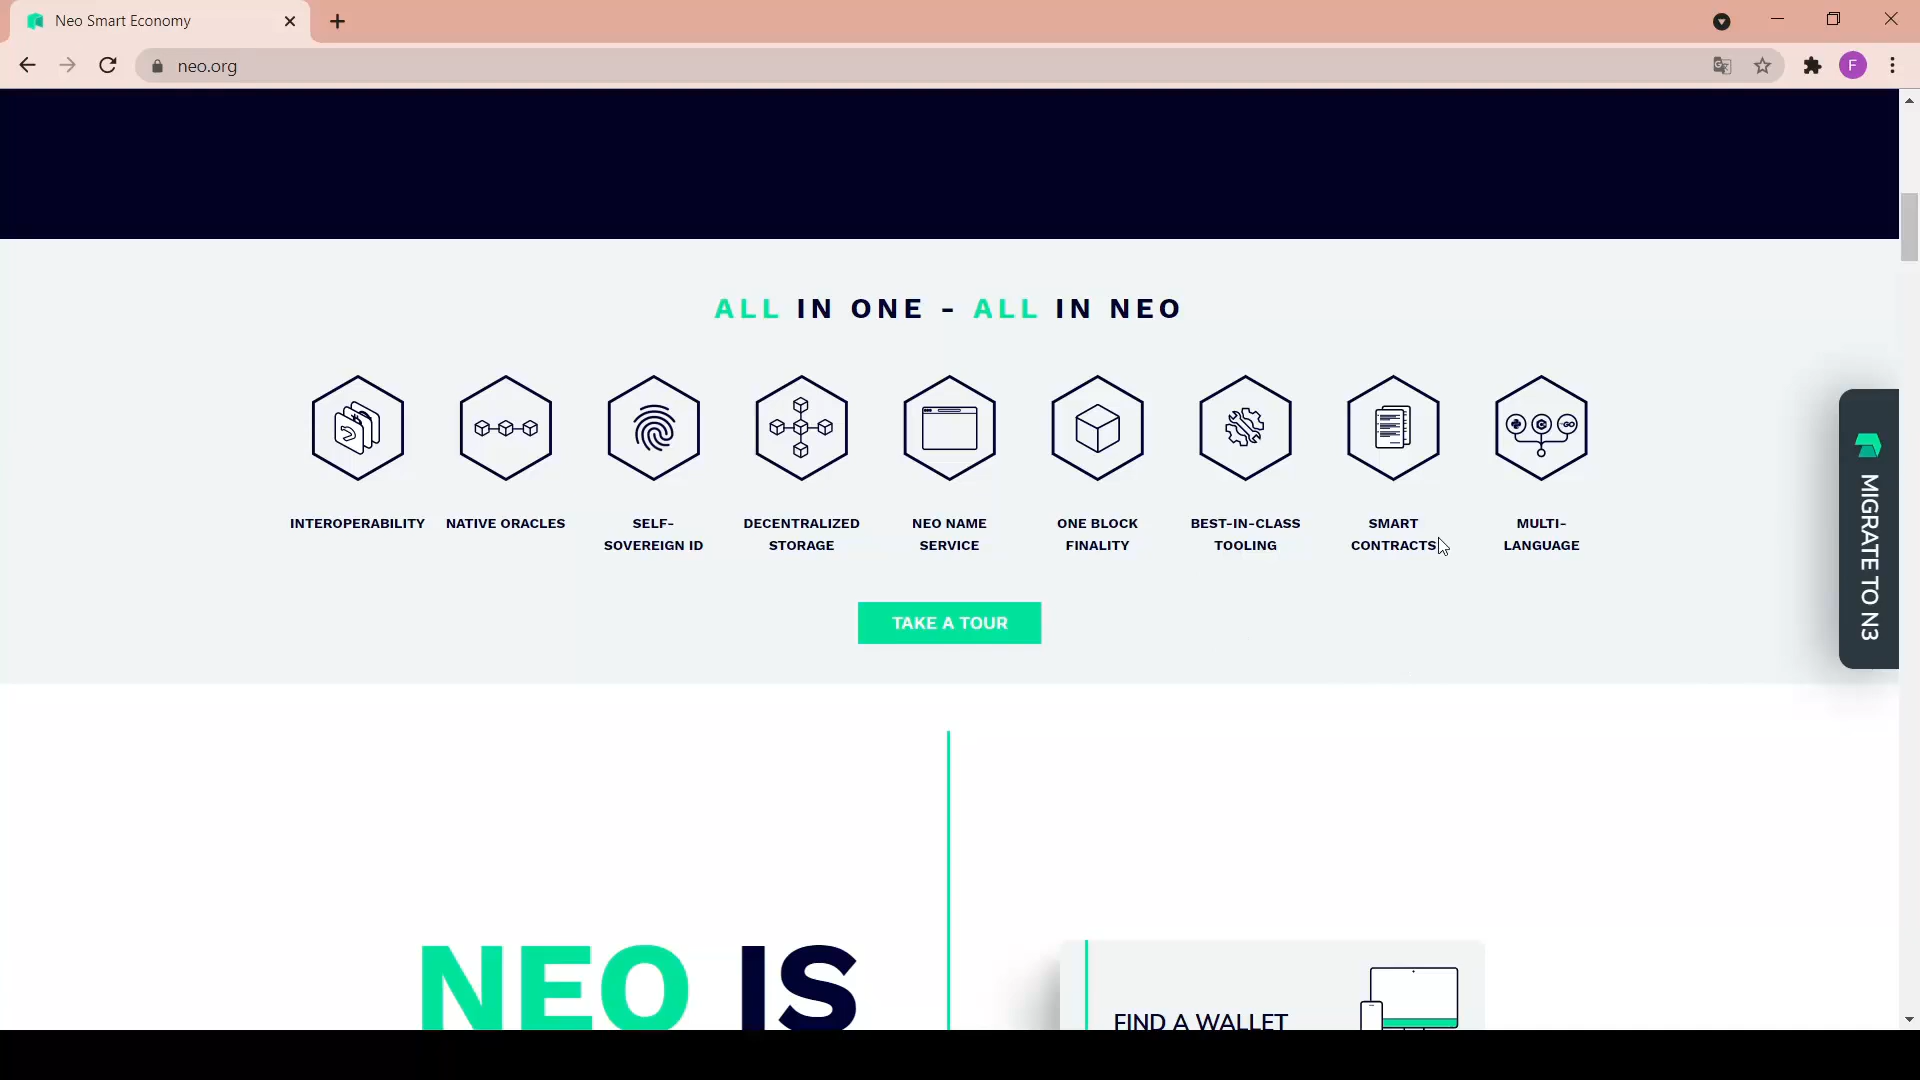 Neo Smart Economy
neo.org
F
ALL IN ONE - ALL IN NEO
INTEROPERABILITY
NATIVE ORACLES
SELF-
SOVEREIGN ID
DECENTRALIZED
STORAGE
NEO NAME
SERVICE
ONE BLOCK
FINALITY
BEST-IN-CLASS
TOOLING
SMART
CONTRACTS
MULTI-
LANGUAGE
TAKE A TOUR
MIGRATE TO N3
NEO IS
FIND A WALLET